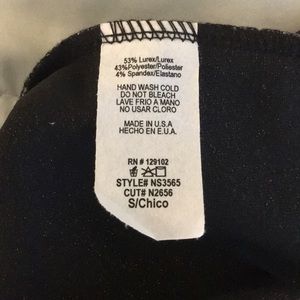 53% Lurex/Lurex
43%Polyester/Poliester
4% Spandex/Elastano
HAND WASH COLD
DO NOT BLEACH
LAVE FRIO A MANO
NO USAR CLORO
MADE IN U.S.A
HECHO EN E.U.A.
RN # 129102
STYLE# NS3565
CUT# N2656
S/Chico